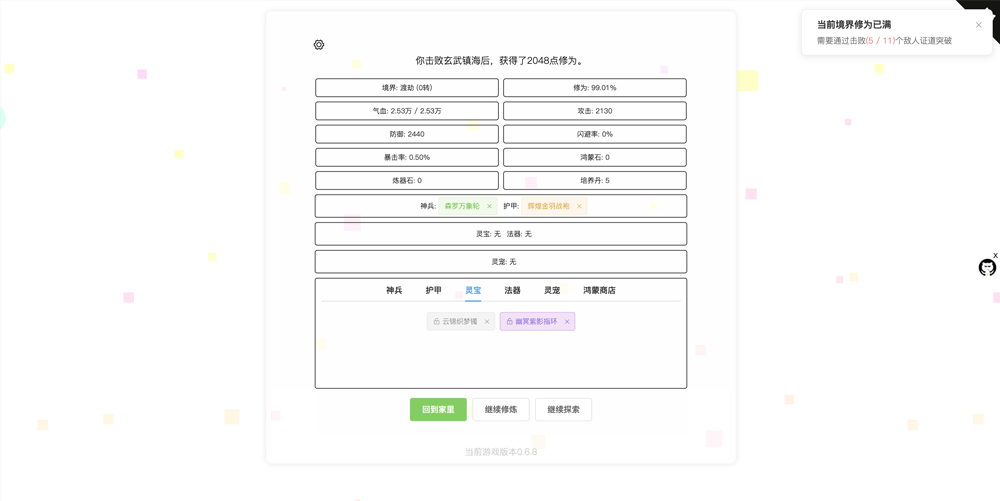 当前境界修为已满
需要通过击败(5 / 11)个敌人证道突破
你击败玄武镇海后，获得了2048点修为。
境界: 渡劫 (0转)
修为: 99.01%
气血: 2.53万 / 2.53万
攻击: 2130
防御: 2440
闪避率: 0%
暴击率: 0.50%
鸿蒙石: 0
炼器石: 0
培养丹: 5
神兵: 森罗万象轮 × 护甲: 辉煌金羽战袍 ×
灵宝: 无 法器: 无
灵宠: 无
神兵 护甲 灵宝 法器 灵宠 鸿蒙商店
云锦织梦镯 × 幽冥紫影指环 ×
X
回到家里 继续修炼 继续探索
当前游戏版本0.6.8